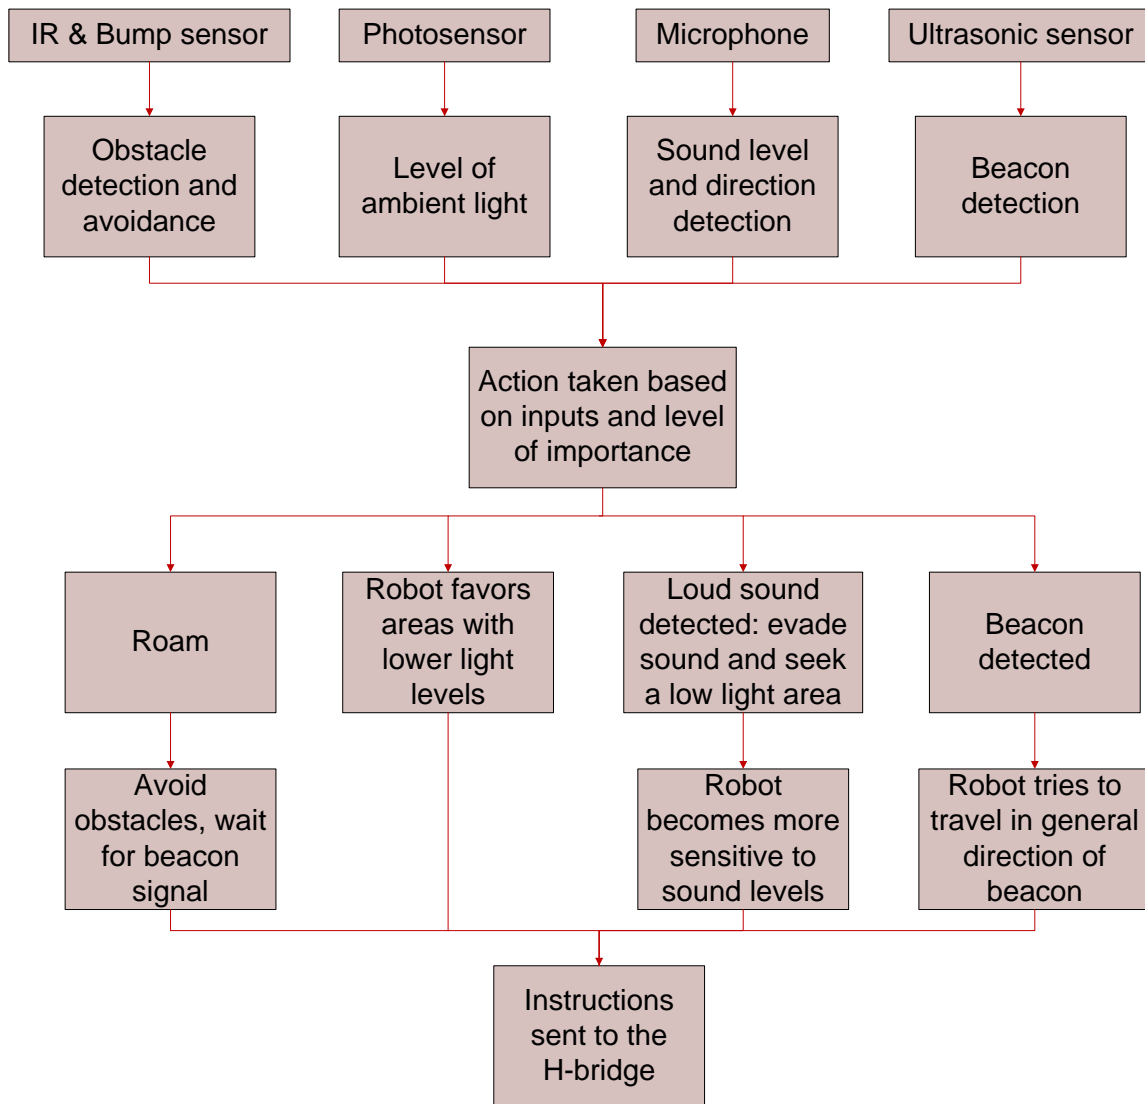 IR & Bump sensor
Photosensor
Microphone
Ultrasonic sensor
Obstacle
detection and
avoidance
Level of
ambient light
Sound level
and direction
detection
Beacon
detection
Action taken based
on inputs and level
of importance
Roam
Robot favors
areas with
lower light
levels
Loud sound
detected: evade
sound and seek
a low light area
Beacon
detected
Avoid
obstacles, wait
for beacon
signal
Robot
becomes more
sensitive to
sound levels
Robot tries to
travel in general
direction of
beacon
Instructions
sent to the
H-bridge